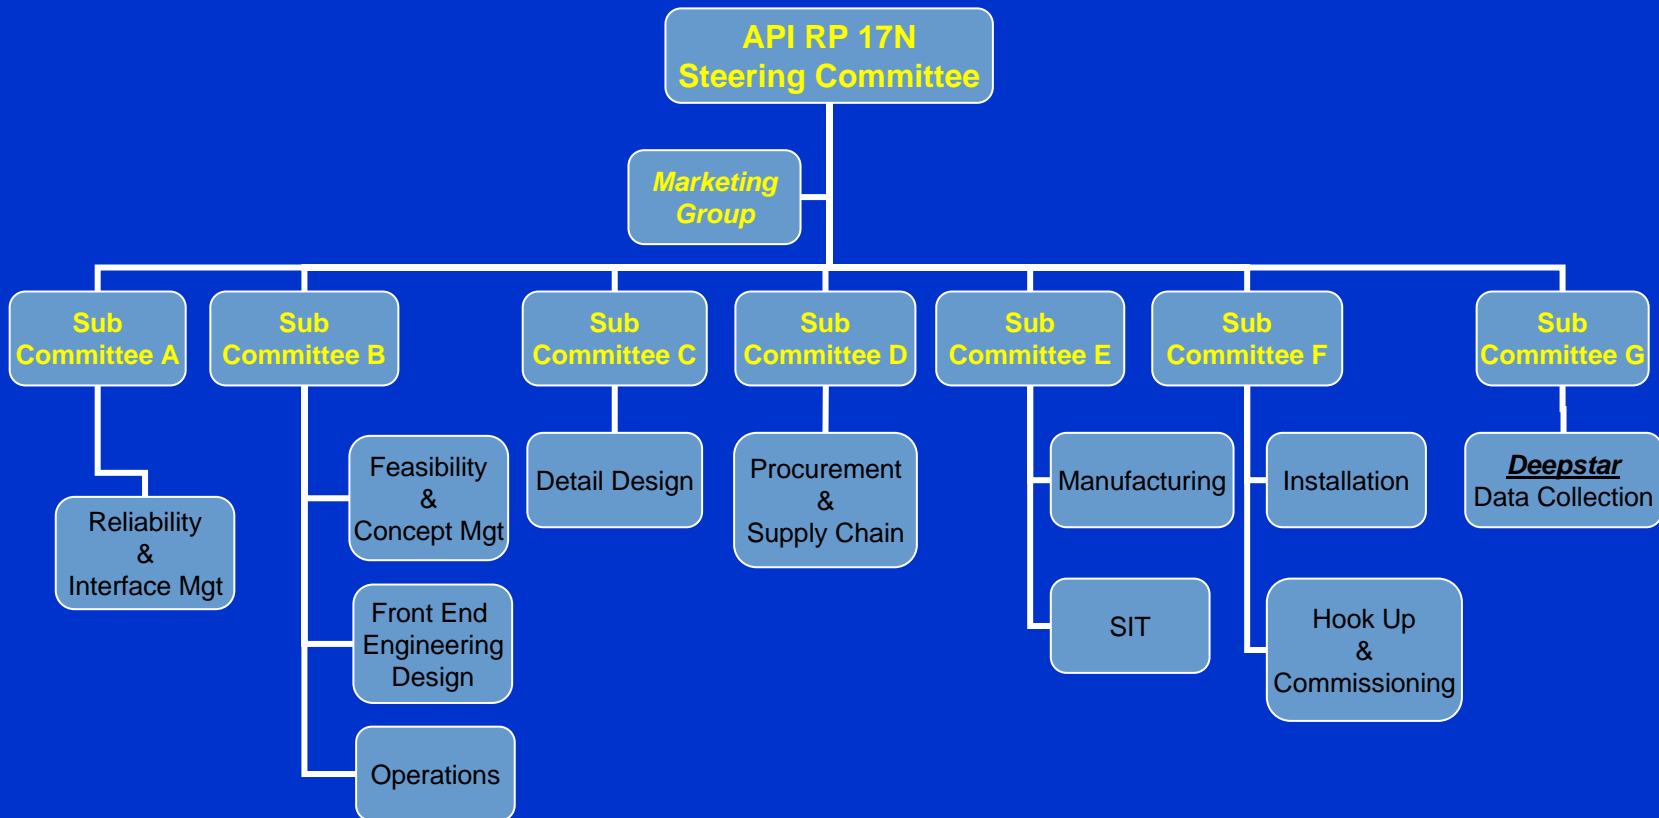 API RP 17N
Steering Committee
Marketing
Group
Sub
Committee A
Sub
Committee B
Sub
Committee C
Sub
Committee D
Sub
Committee E
Sub
Committee F
Sub
Committee G
Reliability
&
Interface Mgt
Feasibility
&
Concept Mgt
Front End
Engineering
Design
Operations
Detail Design
Procurement
&
Supply Chain
Manufacturing
SIT
Installation
Hook Up
&
Commissioning
Deepstar
Data Collection